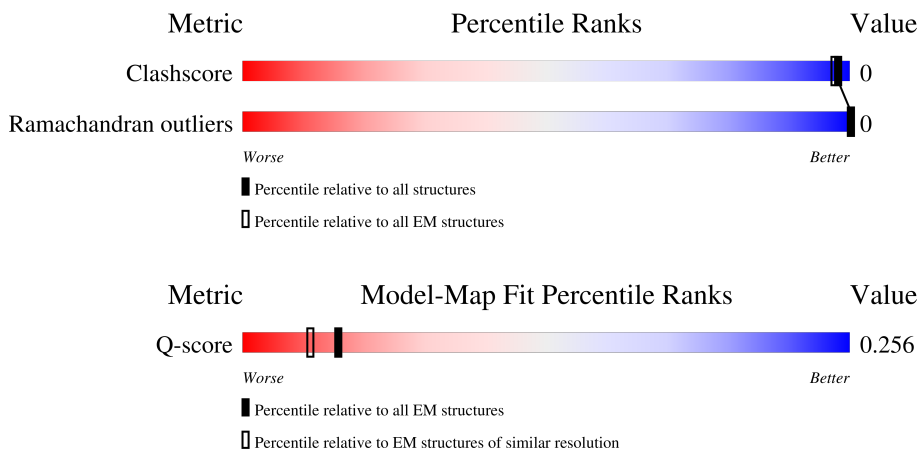 Metric Percentile Ranks Value
Clashscore 0
Ramachandran outliers 0
Worse Better
Percentile relative to all structures
Percentile relative to all EM structures
Metric Model-Map Fit Percentile Ranks Value
Q-score 0.256
Worse Better
Percentile relative to all EM structures
Percentile relative to EM structures of similar resolution